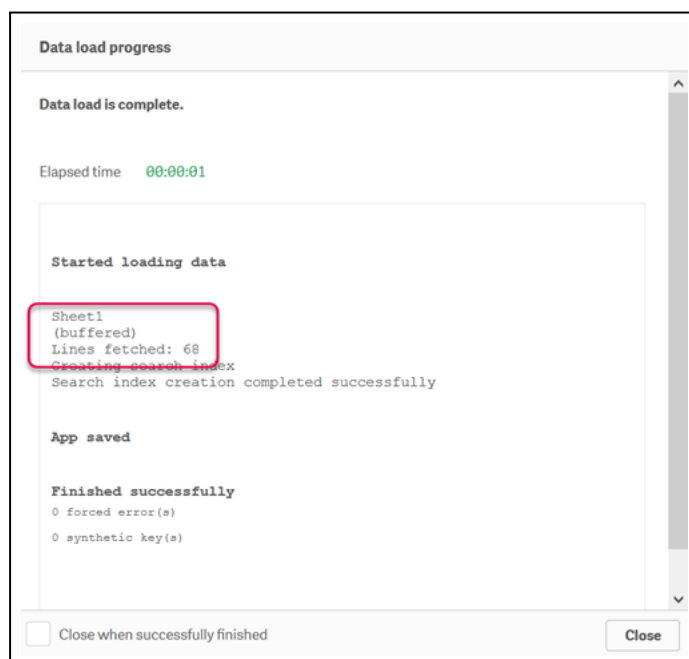 Data load progress
Data load is complete.
Elapsed time 00:00:01
Started loading data
Sheet1
(buffered)
Lines fetched: 68
Creating search index
Search index creation completed successfully
App saved
Finished successfully
0 forced error(s)
0 synthetic key(s)
Close when successfully finished
Close